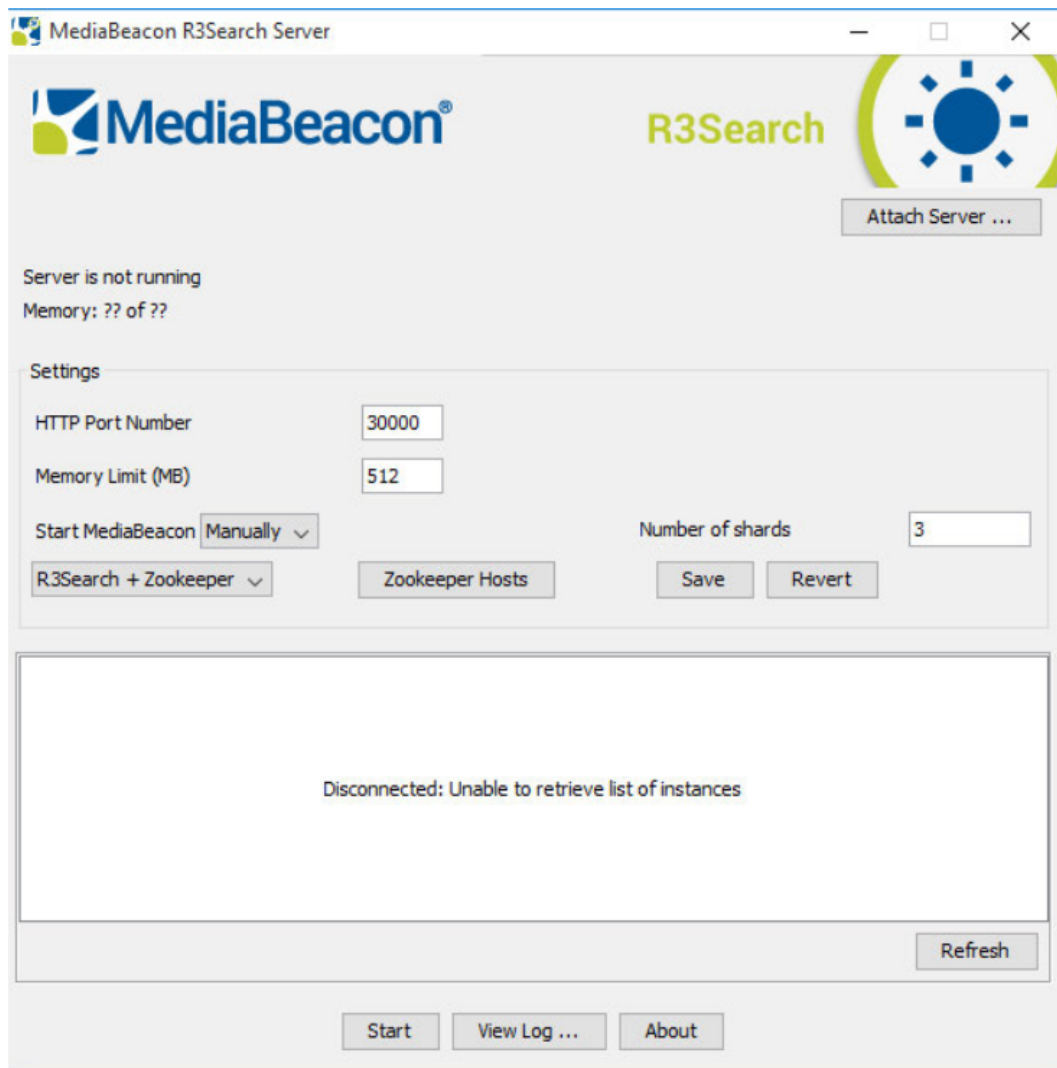 MediaBeacon R3Search Server
MediaBeacon®
R3Search
Attach Server ...
Server is not running
Memory: ?? of ??
Settings
HTTP Port Number 30000
Memory Limit (MB) 512
Start MediaBeacon Manually Number of shards 3
R3Search + Zookeeper Zookeeper Hosts Save Revert
Disconnected: Unable to retrieve list of instances
Refresh
Start View Log ... About